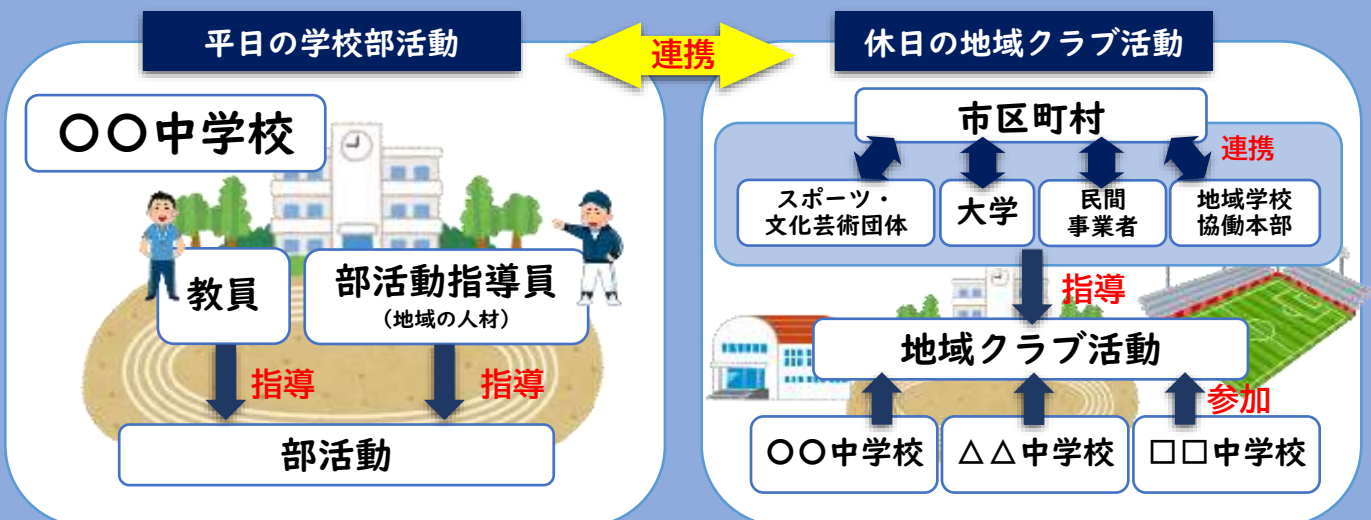 平日の学校部活動
連携
休日の地域クラブ活動
〇〇中学校
教員
部活動指導員
（地域の人材）
指導
指導
部活動
市区町村
連携
スポーツ・
文化芸術団体
大学
民間
事業者
地域学校
協働本部
指導
地域クラブ活動
参加
〇〇中学校
△△中学校
□□中学校